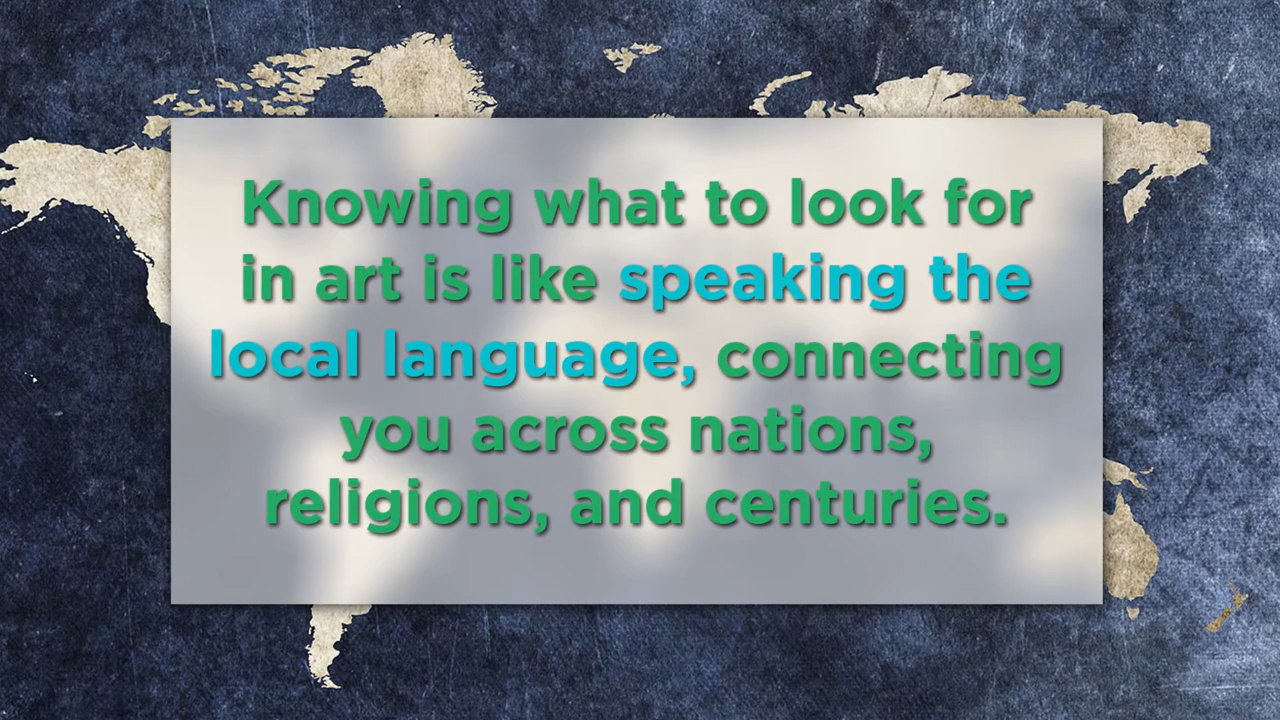 Knowing what to look for
in art is like speaking the
local language, connecting
you across nations,
religions, and centuries.